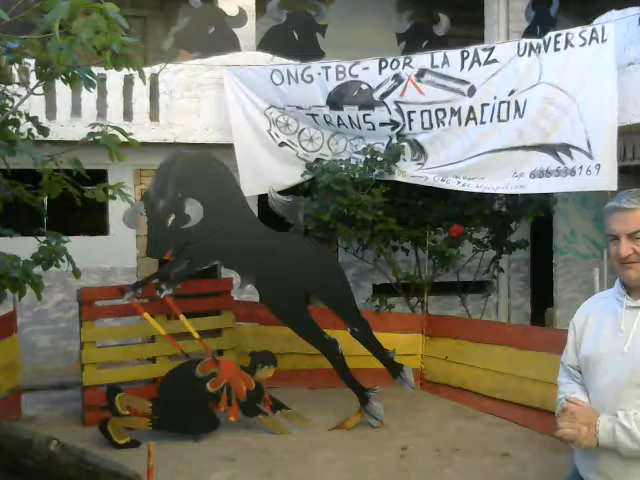 ONG-TBC- POR LA PAZ UNIVERSAL
TRANS→FORMACIÓN
686536169